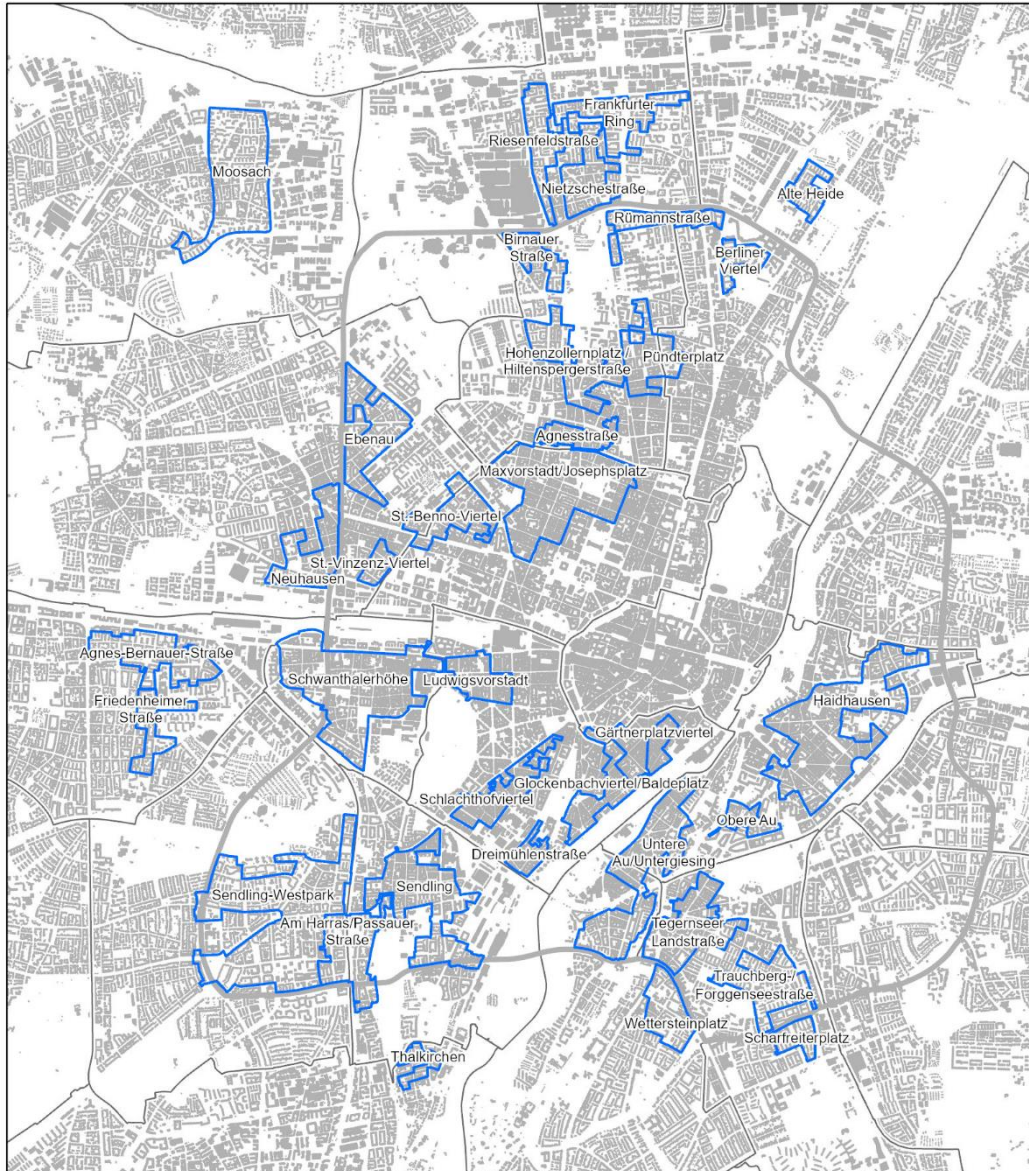 Frankfurter
Ring
Riesenfeldstraße
Moosach
Nietzschestraße
Alte Heide
Rümannstraße
Birnauer
Straße
Berliner
Viertel
Hohenzollernplatz /
Hiltenspergerstraße
Pündterplatz
Ebenau
Agnesstraße
Maxvorstadt/Josephsplatz
St.-Benno-Viertel
St.-Vinzenz-Viertel
Neuhausen
Agnes-Bernauer-Straße
Schwanthalerhöhe
Ludwigsvorstadt
Friedenheimer
Straße
Haidhausen
Gärtnerplatzviertel
Glockenbachviertel/Baldeplatz
Schlachthofviertel
Obere Au
Dreimühlenstraße
Untere
Au/Untergiesing
Sendling
Sendling-Westpark
Am Harras/Passauer
Straße
Tegernseer
Landstraße
Trauchberg-/
Forggenseestraße
Wettersteinplatz
Scharfreiterplatz
Thalkirchen